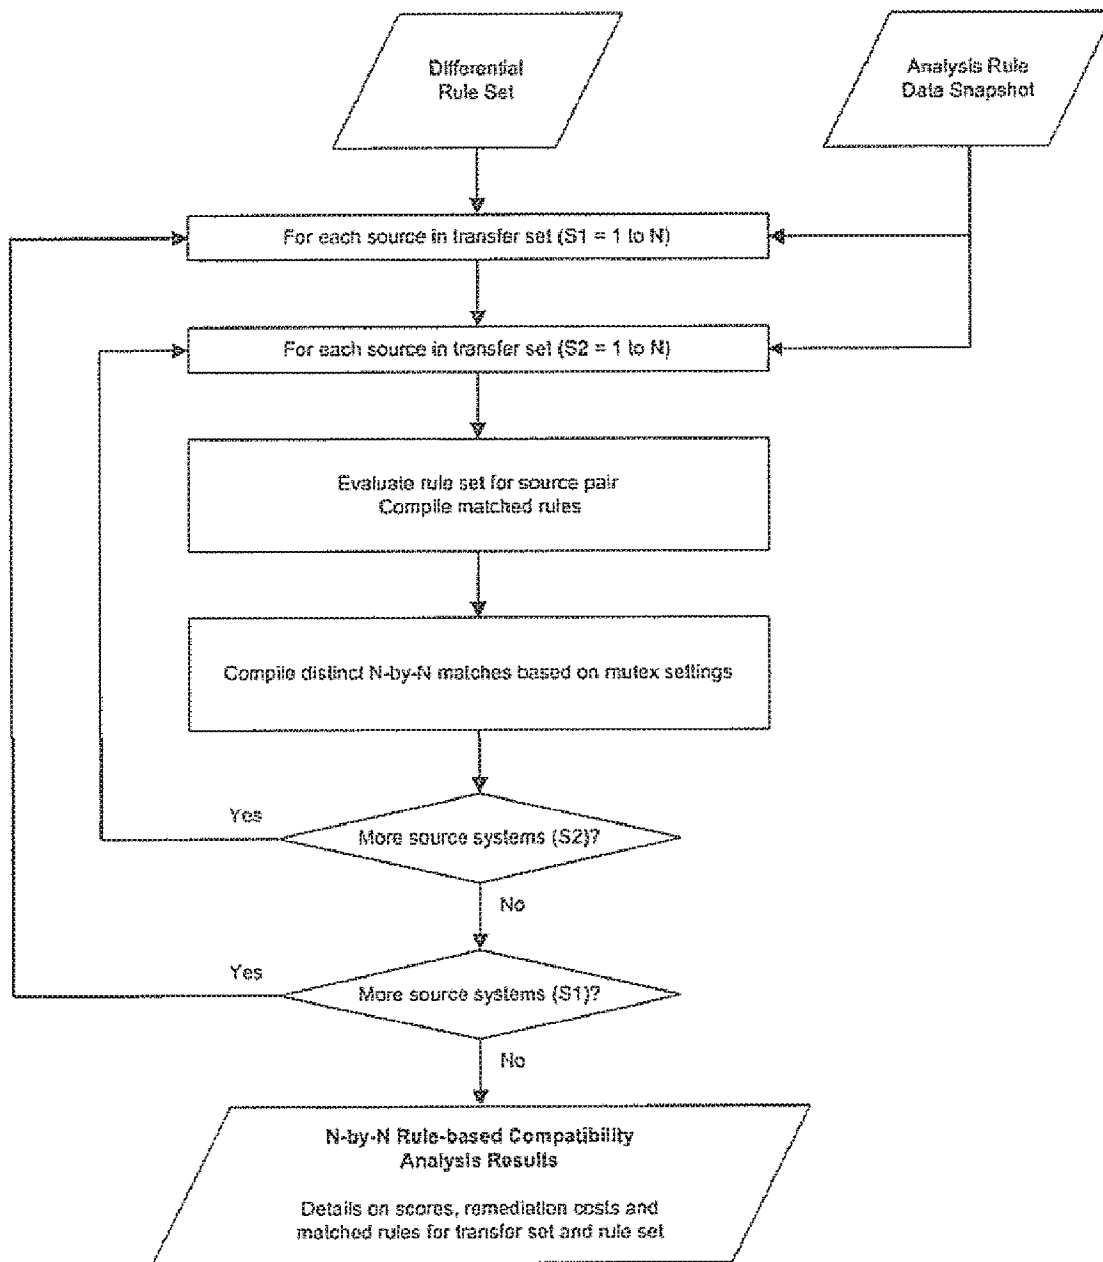 Differential
Rule Set
Analysis Rule
Data Snapshot
For each source in transfer set (S1 = 1 to N)
For each source in transfer set (S2 = 1 to N)
Evaluate rule set for source pair
Compile matched rules
Compile distinct N-by-N matches based on mutex settings
Yes
More source systems (S2)?
No
Yes
More source systems (S1)?
No
N-by-N Rule-based Compatibility
Analysis Results
Details on scores, remediation costs and
matched rules for transfer set and rule set